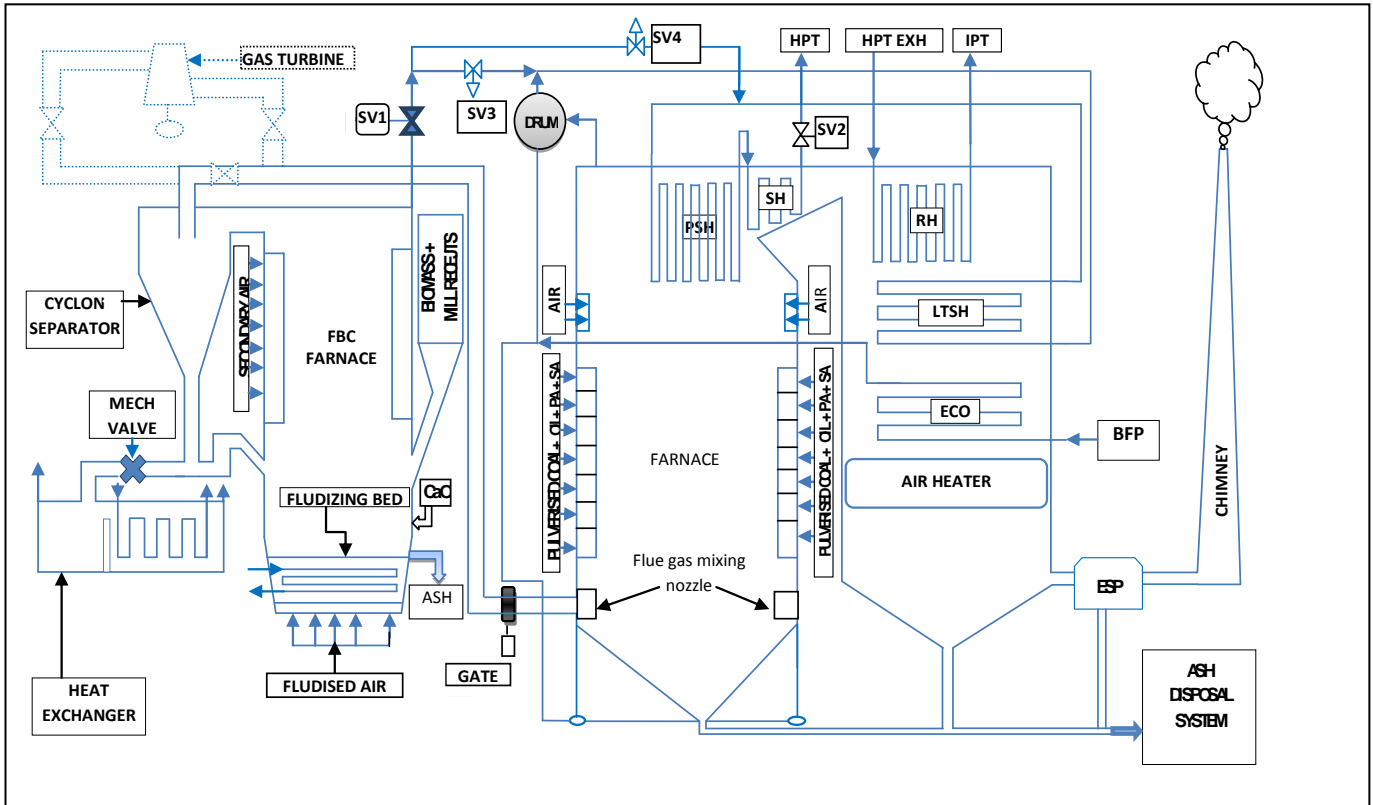 GAS TURBINE
SV4
HPT
HPT EXH
IPT
SV1
SV3
DRUM
SV2
SH
PSH
RH
CYCLON
SEPARATOR
SECONDARY AIR
FBC
FARNACE
BIOMASS+
MILL RECEJTS
AIR
AIR
LTSH
MECH
VALVE
PULVERISED COAL + OIL + PA + SA
PULVERISED COAL + OIL + PA + SA
ECO
BFP
FARNACE
AIR HEATER
CHIMNEY
FLUDIZING BED
CaC
Flue gas mixing
nozzle
ASH
ESP
GATE
HEAT
EXCHANGER
FLUDISED AIR
ASH
DISPOSAL
SYSTEM